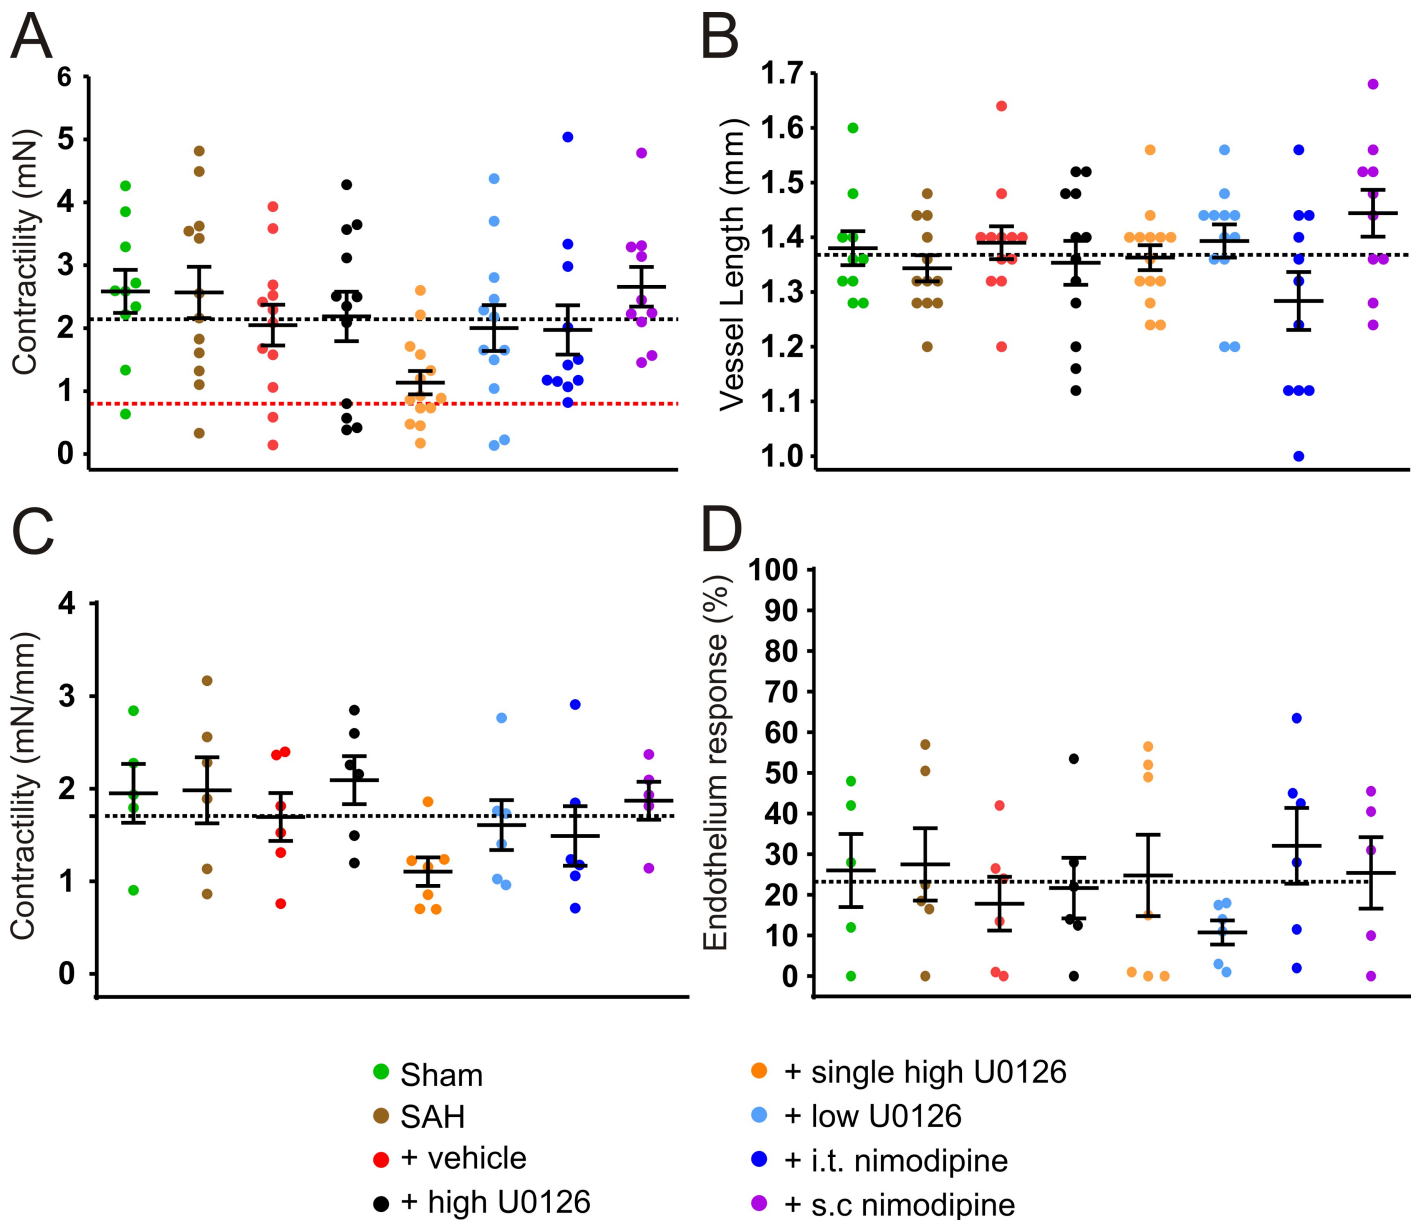 A
Contractility (mN)
6
5
4
3
2
1
0
B
Vessel Length (mm)
1.7
1.6
1.5
1.4
1.3
1.2
1.1
1.0
C
Contractility (mN/mm)
4
3
2
1
0
D
Endothelium response (%)
100
90
80
70
60
50
40
30
20
10
0
Sham
SAH
+ vehicle
+ high U0126
+ single high U0126
+ low U0126
+ i.t. nimodipine
+ s.c nimodipine